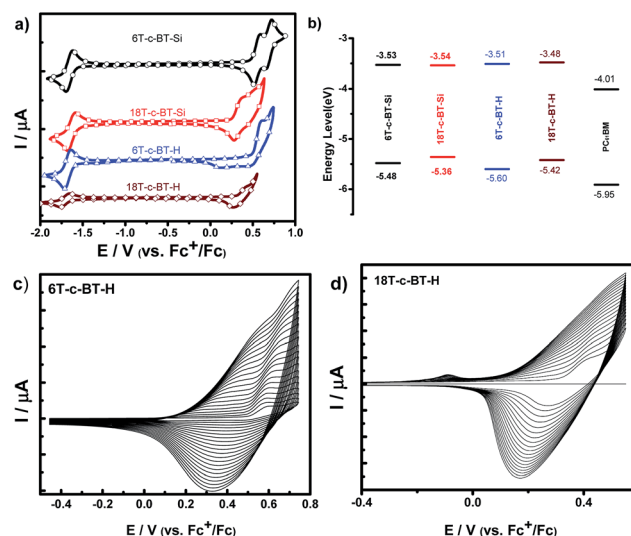 a)
6T-c-BT-Si
18T-c-BT-Si
6T-c-BT-H
18T-c-BT-H
I / µA
-2.0 -1.5 -1.0 -0.5 0.0 0.5 1.0
E / V (vs. Fc+/Fc)
b)
Energy Level(eV)
-3
-4
-5
-6
-3.53 -3.54 -3.51 -3.48
-4.01
6T-c-BT-Si
18T-c-BT-Si
6T-c-BT-H
18T-c-BT-H
PC61BM
-5.48 -5.36 -5.60 -5.42
-5.95
c)
6T-c-BT-H
I / µA
-0.4 -0.2 0.0 0.2 0.4 0.6 0.8
E / V (vs. Fc+/Fc)
d)
18T-c-BT-H
I / µA
-0.4 0.0 0.4
E / V (vs. Fc+/Fc)